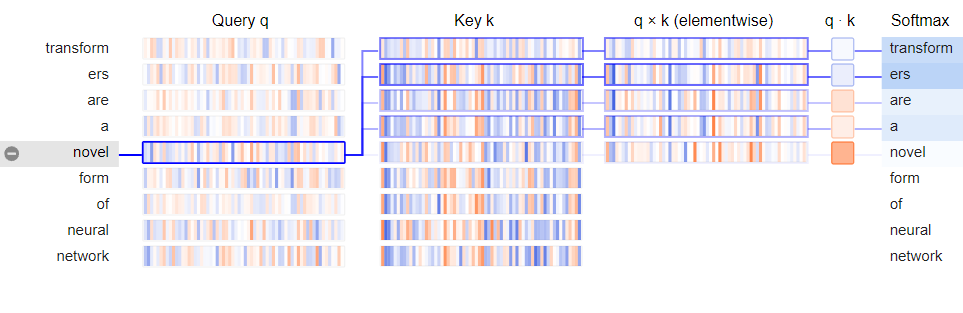 Query q Key k q × k (elementwise) q · k Softmax
transform transform
ers ers
are are
a a
novel novel
form form
of of
neural neural
network network